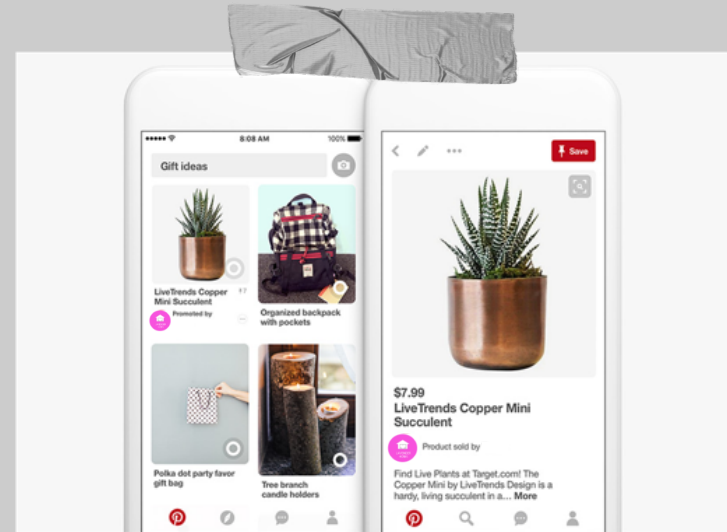 8:08 AM
100%
Gift ideas
LiveTrends Copper
Mini Succulent
Promoted by
Organized backpack
with pockets
Polka dot party favor
gift bag
Tree branch
candle holders
Save
$7.99
LiveTrends Copper Mini
Succulent
Product sold by
Find Live Plants at Target.com! The
Copper Mini by LiveTrends Design is a
hardy, living succulent in a... More